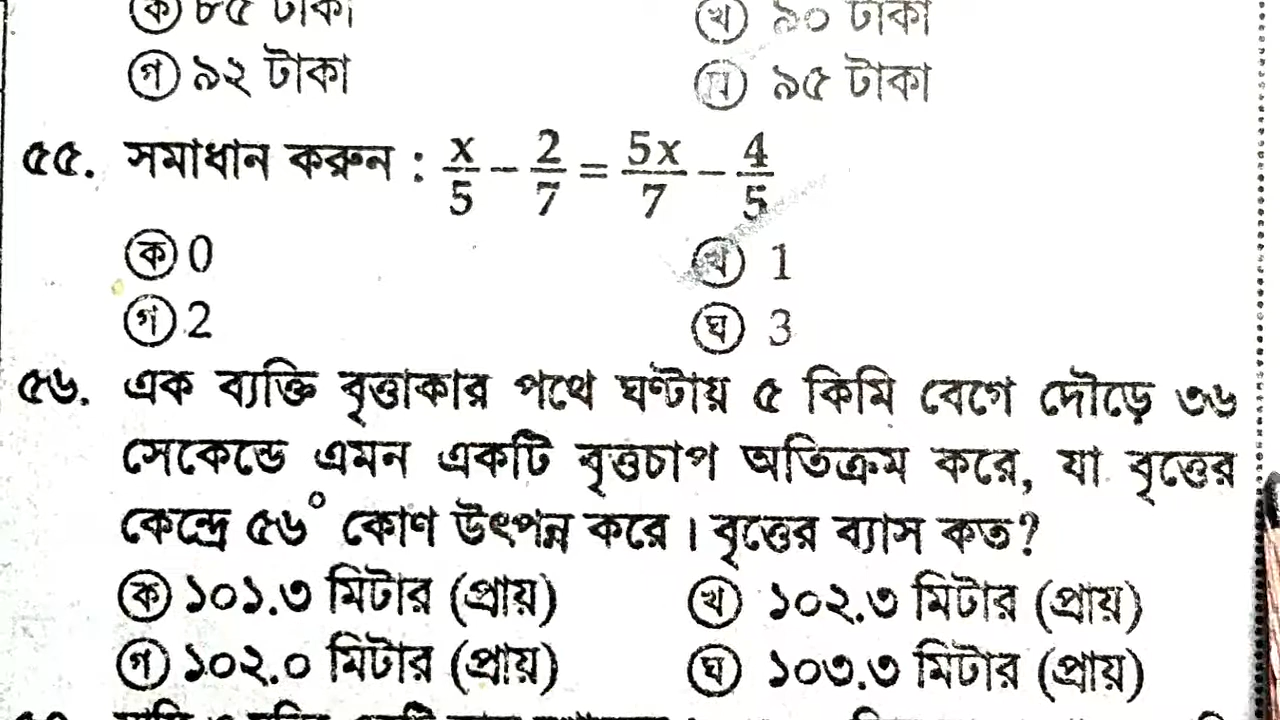 ক ৮৫ টাকা খ ৯০ টাকা
গ ৯২ টাকা ঘ ৯৫ টাকা
৫৫. সমাধান করুন : x/5 − 2/7 = 5x/7 − 4/5
ক 0 খ 1
গ 2 ঘ 3
৫৬. এক ব্যক্তি বৃত্তাকার পথে ঘণ্টায় ৫ কিমি বেগে দৌড়ে ৩৬
সেকেন্ডে এমন একটি বৃত্তচাপ অতিক্রম করে, যা বৃত্তের
কেন্দ্রে ৫৬° কোণ উৎপন্ন করে। বৃত্তের ব্যাস কত?
ক ১০১.৩ মিটার (প্রায়) খ ১০২.৩ মিটার (প্রায়)
গ ১০২.০ মিটার (প্রায়) ঘ ১০৩.৩ মিটার (প্রায়)